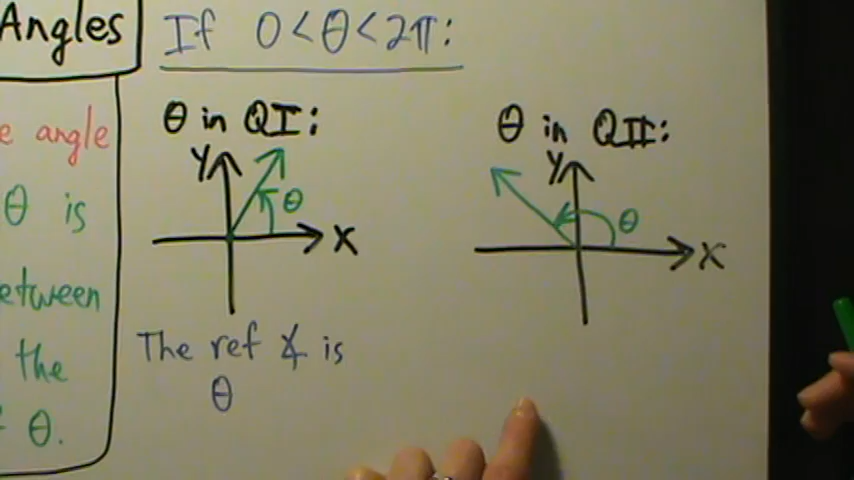 Angles
e angle
θ is
etween
the
θ.
If 0<θ<2π:
θ in QI:
Y
θ
X
The ref ∡ is
θ
θ in QII:
Y
θ
X